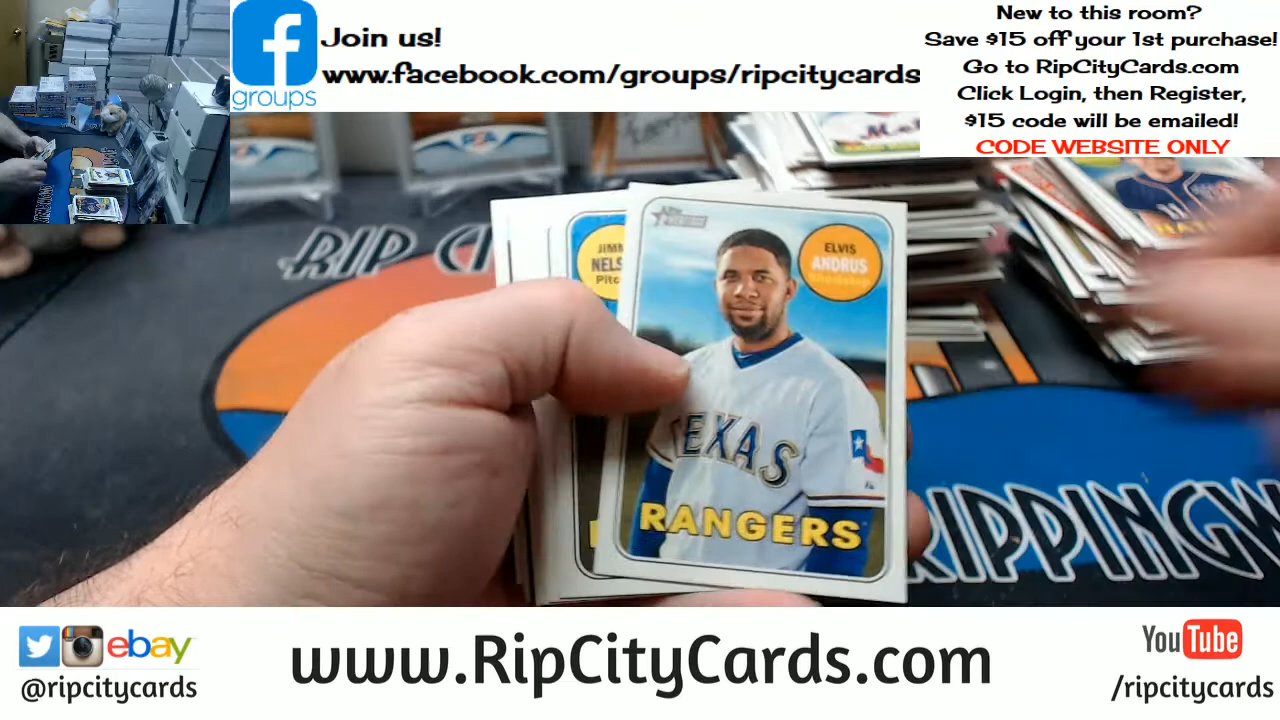 Join us!
www.facebook.com/groups/ripcitycards
groups
New to this room?
Save $15 off your 1st purchase!
Go to RipCityCards.com
Click Login, then Register,
$15 code will be emailed!
CODE WEBSITE ONLY
RIP CI
ELVIS
ANDRUS
JIMM
NELS
Pitc
TEXAS
RANGERS
RIPPINGW
ebay
@ripcitycards
www.RipCityCards.com
YouTube
/ripcitycards